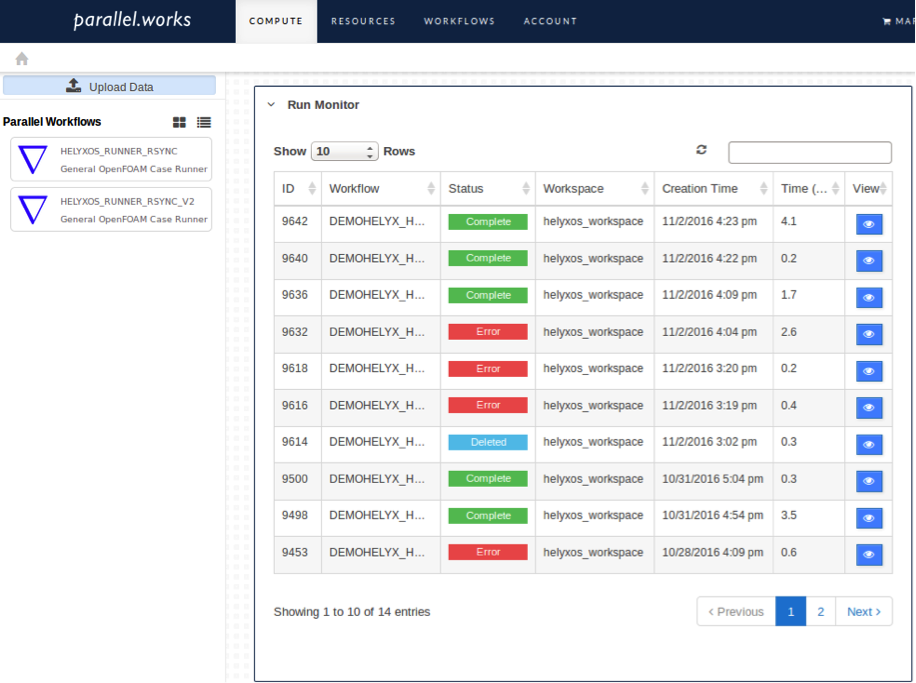 parallel.works COMPUTE RESOURCES WORKFLOWS ACCOUNT
Upload Data
Parallel Workflows
HELYXOS_RUNNER_RSYNC
General OpenFOAM Case Runner
HELYXOS_RUNNER_RSYNC_V2
General OpenFOAM Case Runner
Run Monitor
Show 10 Rows
ID Workflow Status Workspace Creation Time Time (... View
9642 DEMOHELYX_H... Complete helyxos_workspace 11/2/2016 4:23 pm 4.1
9640 DEMOHELYX_H... Complete helyxos_workspace 11/2/2016 4:22 pm 0.2
9636 DEMOHELYX_H... Complete helyxos_workspace 11/2/2016 4:09 pm 1.7
9632 DEMOHELYX_H... Error helyxos_workspace 11/2/2016 4:04 pm 2.6
9618 DEMOHELYX_H... Error helyxos_workspace 11/2/2016 3:20 pm 0.2
9616 DEMOHELYX_H... Error helyxos_workspace 11/2/2016 3:19 pm 0.4
9614 DEMOHELYX_H... Deleted helyxos_workspace 11/2/2016 3:02 pm 0.3
9500 DEMOHELYX_H... Complete helyxos_workspace 10/31/2016 5:04 pm 0.3
9498 DEMOHELYX_H... Complete helyxos_workspace 10/31/2016 4:54 pm 3.5
9453 DEMOHELYX_H... Error helyxos_workspace 10/28/2016 4:09 pm 0.6
Showing 1 to 10 of 14 entries
‹ Previous 1 2 Next ›